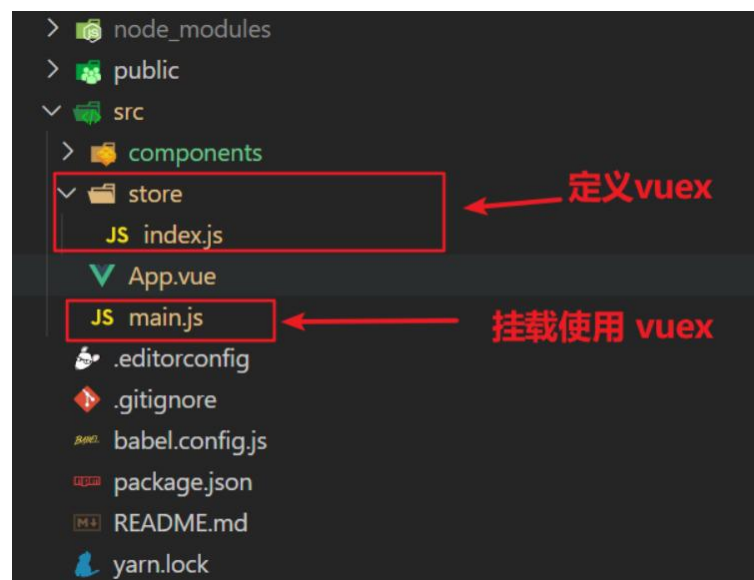 node_modules
public
src
components
store
定义vuex
JS index.js
App.vue
JS main.js
挂载使用 vuex
.editorconfig
.gitignore
BABEL babel.config.js
package.json
M↓ README.md
yarn.lock